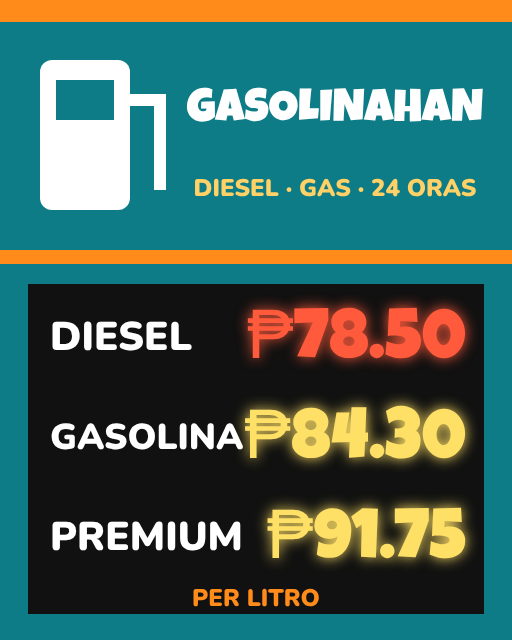 GASOLINAHAN
DIESEL · GAS · 24 ORAS
DIESEL ₱78.50
GASOLINA ₱84.30
PREMIUM ₱91.75
PER LITRO